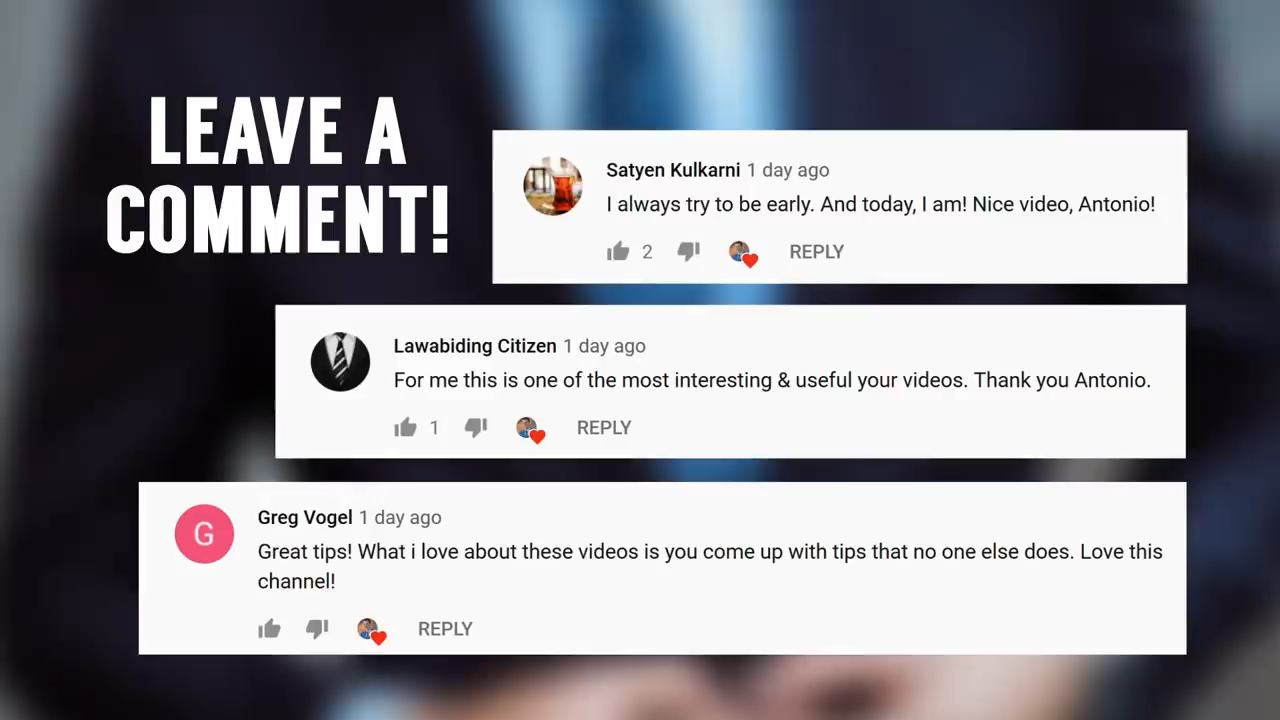 LEAVE A
COMMENT!
Satyen Kulkarni 1 day ago
I always try to be early. And today, I am! Nice video, Antonio!
2 REPLY
Lawabiding Citizen 1 day ago
For me this is one of the most interesting & useful your videos. Thank you Antonio.
1 REPLY
G
Greg Vogel 1 day ago
Great tips! What i love about these videos is you come up with tips that no one else does. Love this
channel!
REPLY